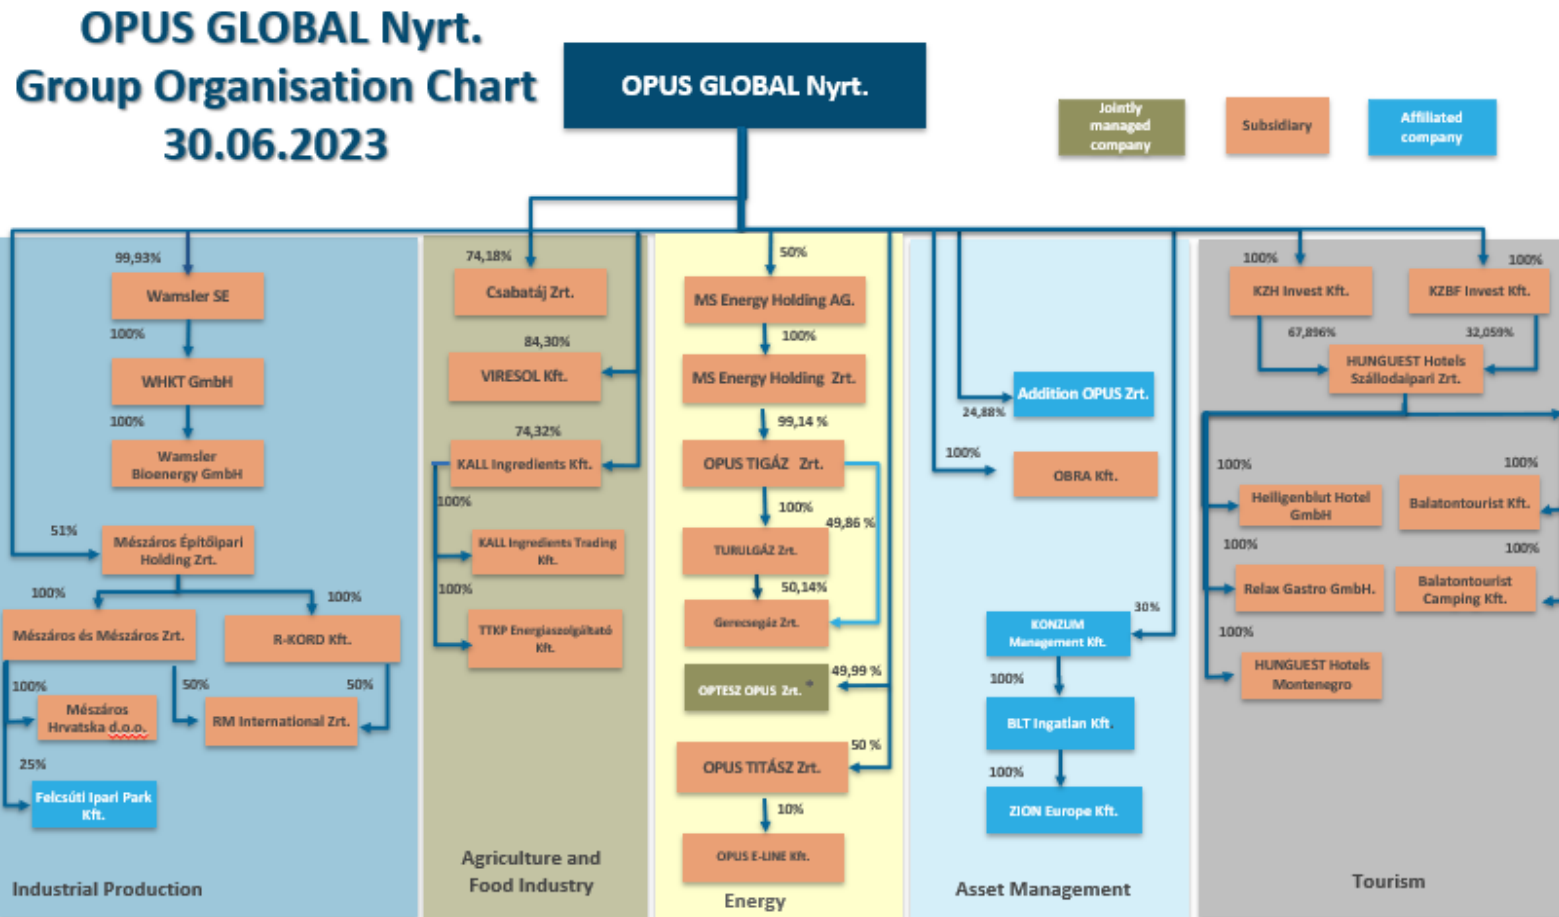 OPUS GLOBAL Nyrt.
Group Organisation Chart
30.06.2023
OPUS GLOBAL Nyrt.
Jointly
managed
company
Subsidiary
Affiliated
company
99,93%
Wamsler SE
100%
WHKT GmbH
100%
Wamsler
Bioenergy GmbH
51%
Mészáros Építőipari
Holding Zrt.
100%
100%
Mészáros és Mészáros Zrt.
R-KORD Kft.
100%
50%
50%
Mészáros
Hrvatska d.o.o.
RM International Zrt.
25%
Felcsúti Ipari Park
Kft.
Industrial Production
74,18%
Csabatáj Zrt.
84,30%
VIRESOL Kft.
74,32%
KALL Ingredients Kft.
100%
KALL Ingredients Trading
Kft.
100%
TTKP Energiaszolgáltató
Kft.
Agriculture and
Food Industry
50%
MS Energy Holding AG.
100%
MS Energy Holding Zrt.
99,14 %
OPUS TIGÁZ Zrt.
100%
49,86 %
TURULGÁZ Zrt.
50,14%
Gerecsegáz Zrt.
49,99 %
OPTESZ OPUS Zrt. *
50 %
OPUS TITÁSZ Zrt.
10%
OPUS E-LINE Kft.
Energy
Addition OPUS Zrt.
24,88%
100%
OBRA Kft.
30%
KONZUM
Management Kft.
100%
BLT Ingatlan Kft.
100%
ZION Europe Kft.
Asset Management
100%
100%
KZH Invest Kft.
KZBF Invest Kft.
67,896%
32,059%
HUNGUEST Hotels
Szállodaipari Zrt.
100%
100%
Heiligenblut Hotel
GmbH
Balatontourist Kft.
100%
100%
Relax Gastro GmbH.
Balatontourist
Camping Kft.
100%
HUNGUEST Hotels
Montenegro
Tourism